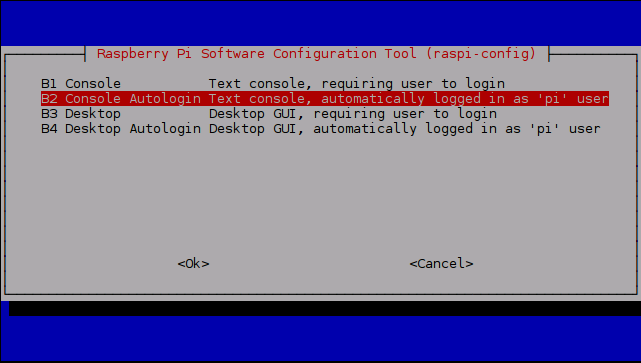 Raspberry Pi Software Configuration Tool (raspi-config)
B1 Console Text console, requiring user to login
B2 Console Autologin Text console, automatically logged in as 'pi' user
B3 Desktop Desktop GUI, requiring user to login
B4 Desktop Autologin Desktop GUI, automatically logged in as 'pi' user
<Ok> <Cancel>